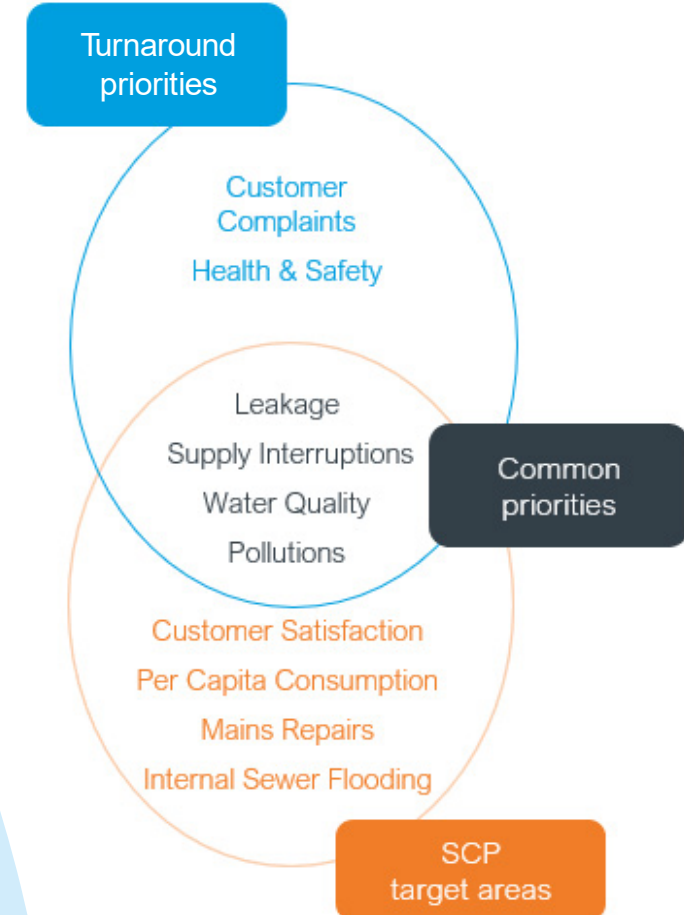 Turnaround
priorities
Customer
Complaints
Health & Safety
Leakage
Supply Interruptions
Water Quality
Pollutions
Common
priorities
Customer Satisfaction
Per Capita Consumption
Mains Repairs
Internal Sewer Flooding
SCP
target areas